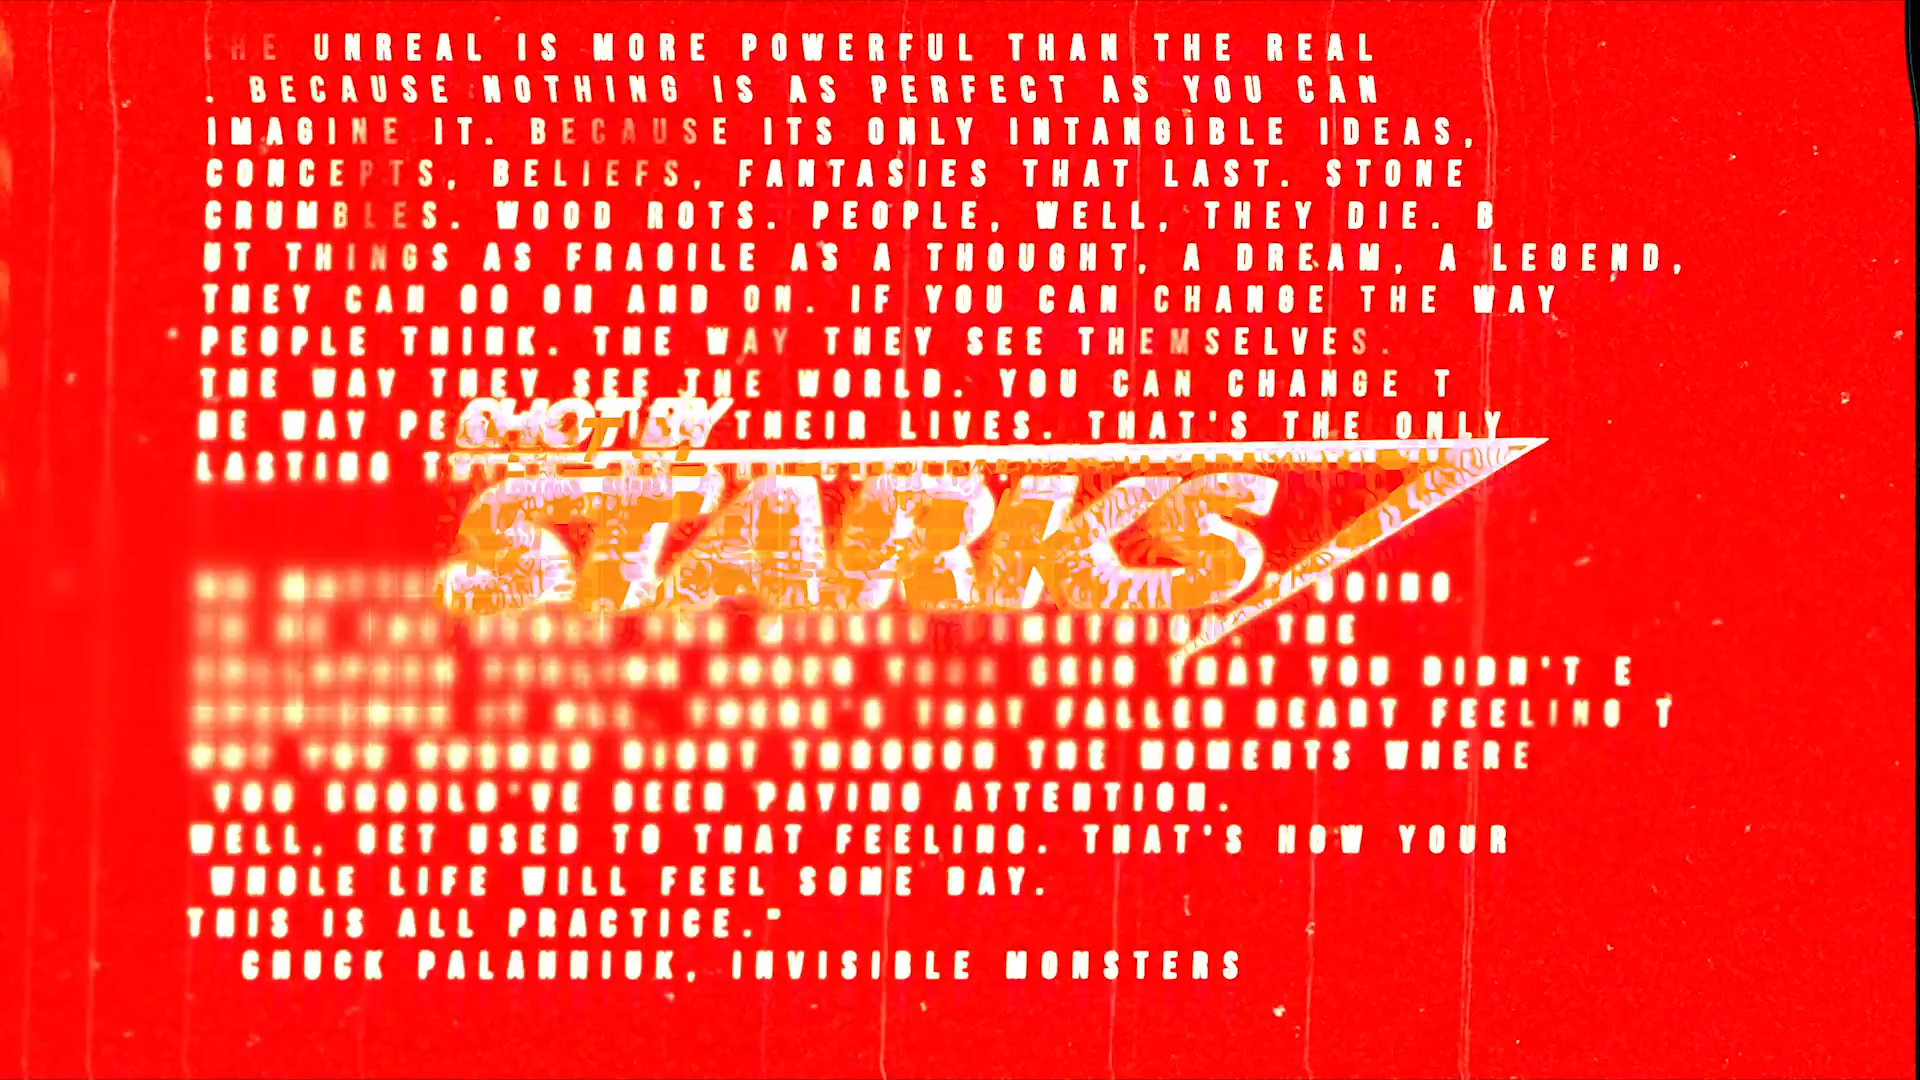 THE UNREAL IS MORE POWERFUL THAN THE REAL
. BECAUSE NOTHING IS AS PERFECT AS YOU CAN
IMAGINE IT. BECAUSE ITS ONLY INTANGIBLE IDEAS,
CONCEPTS, BELIEFS, FANTASIES THAT LAST. STONE
CRUMBLES. WOOD ROTS. PEOPLE, WELL, THEY DIE. B
UT THINGS AS FRAGILE AS A THOUGHT, A DREAM, A LEGEND,
THEY CAN GO ON AND ON. IF YOU CAN CHANGE THE WAY
PEOPLE THINK. THE WAY THEY SEE THEMSELVES.
THE WAY THEY SEE THE WORLD. YOU CAN CHANGE T
HE WAY THEIR LIVES. THAT'S THE ONLY
SHOT BY
LASTING
STARKS
THE
SKIN THAT YOU DIDN'T E
THAT FALLEN HEART FEELING T
RIGHT THROUGH THE MOMENTS WHERE
YOU SHOULD'VE BEEN PAYING ATTENTION.
WELL, GET USED TO THAT FEELING. THAT'S HOW YOUR
WHOLE LIFE WILL FEEL SOME DAY.
THIS IS ALL PRACTICE."
CHUCK PALAHNIUK, INVISIBLE MONSTERS